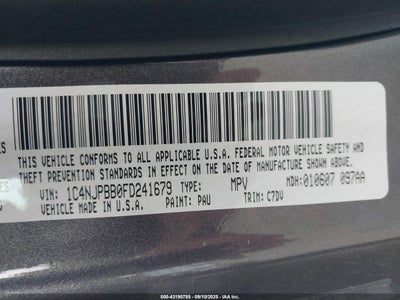 THIS VEHICLE CONFORMS TO ALL APPLICABLE U.S.A. FEDERAL MOTOR VEHICLE SAFETY AND
THEFT PREVENTION STANDARDS IN EFFECT ON THE DATE OF MANUFACTURE SHOWN ABOVE.
VIN: 1C4NJPBB0FD241679 TYPE: MPV MDH: 010607 097AA
VEHICLE MADE IN U.S.A. PAINT: PAU TRIM: C7DV
000-43190785 - 09/10/2025 - IAAI.com